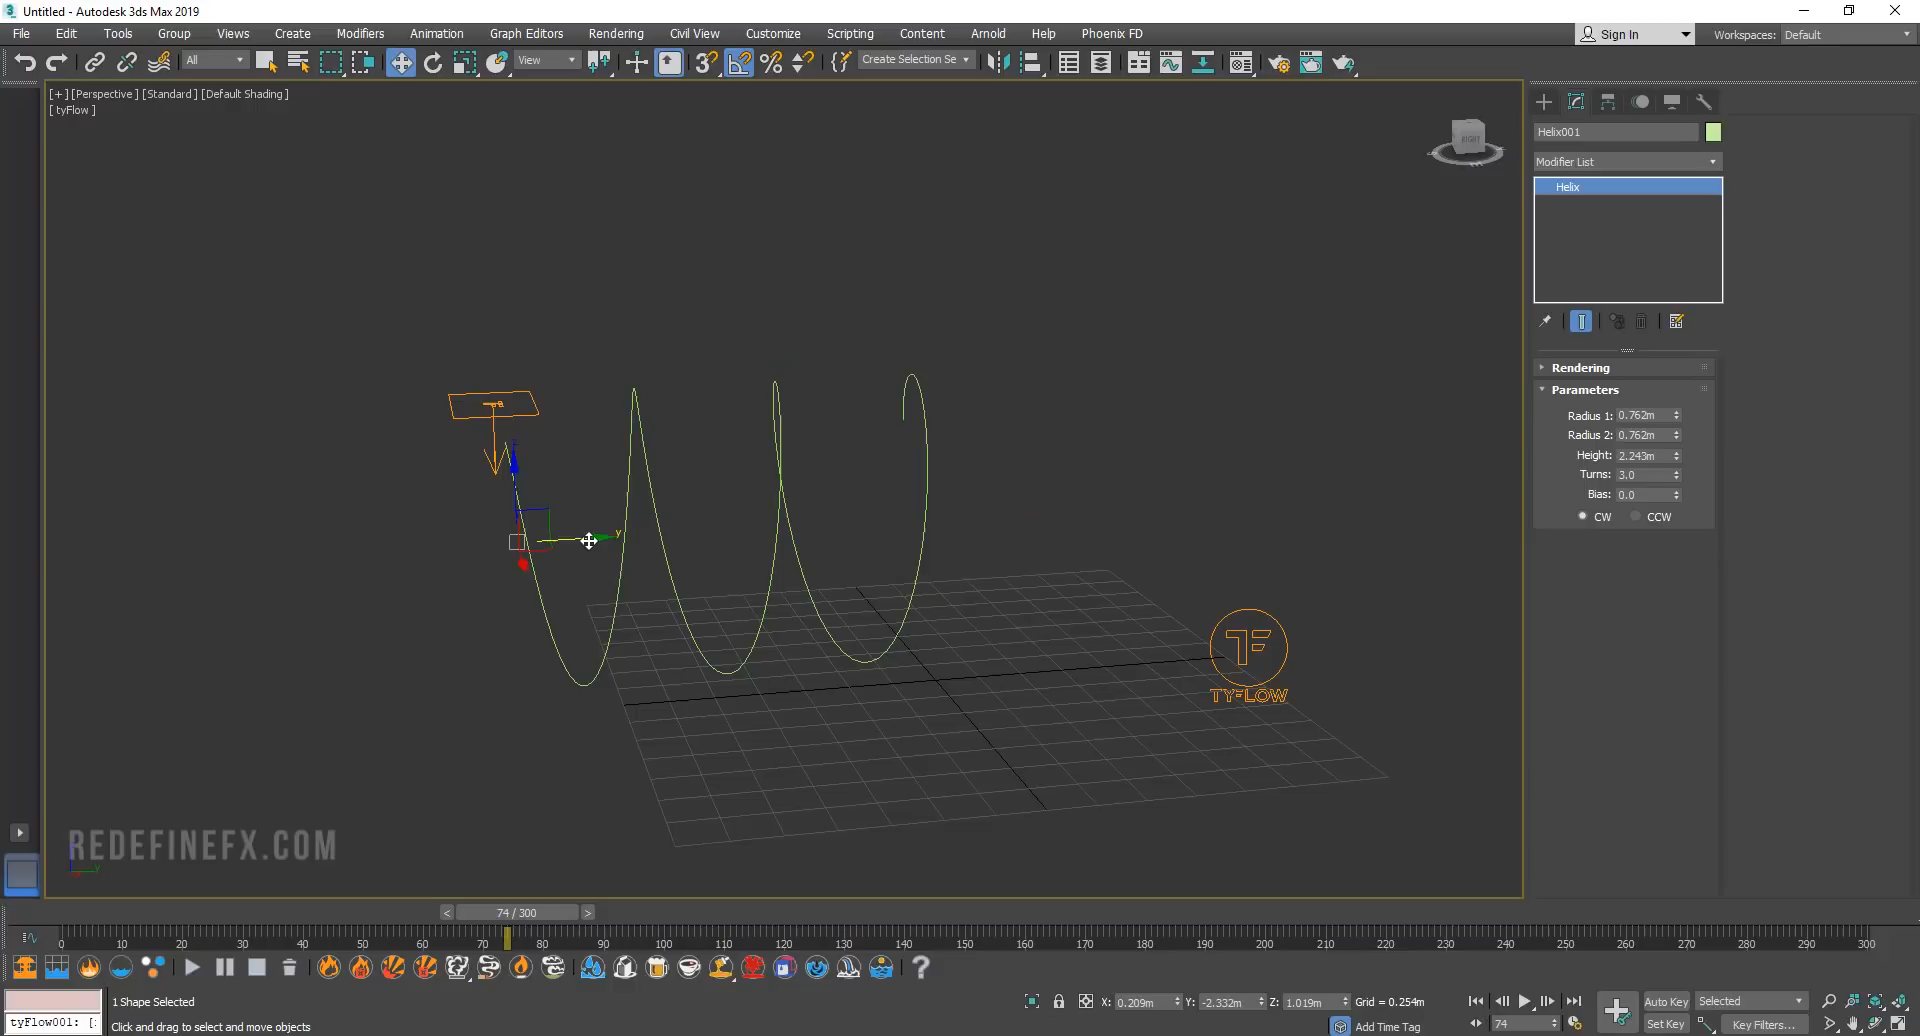 Untitled - Autodesk 3ds Max 2019
File Edit Tools Group Views Create Modifiers Animation Graph Editors Rendering Civil View Customize Scripting Content Arnold Help Phoenix FD
Sign In
Workspaces: Default
All
View
Create Selection Se
[+] [Perspective] [Standard] [Default Shading]
[ tyFlow ]
RIGHT
Helix001
Modifier List
Helix
Rendering
Parameters
Radius 1: 0.762m
Radius 2: 0.762m
Height: 2.243m
Turns: 3.0
Bias: 0.0
CW CCW
y
TF
TYFLOW
REDEFINEFX.COM
< 74 / 300 >
0 10 20 30 40 50 60 70 80 90 100 110 120 130 140 150 160 170 180 190 200 210 220 230 240 250 260 270 280 290 300
1 Shape Selected
X: 0.209m Y: -2.332m Z: 1.019m Grid = 0.254m
Auto Key Selected
tyFlow001: [
Click and drag to select and move objects
Add Time Tag
74
Set Key Key Filters...